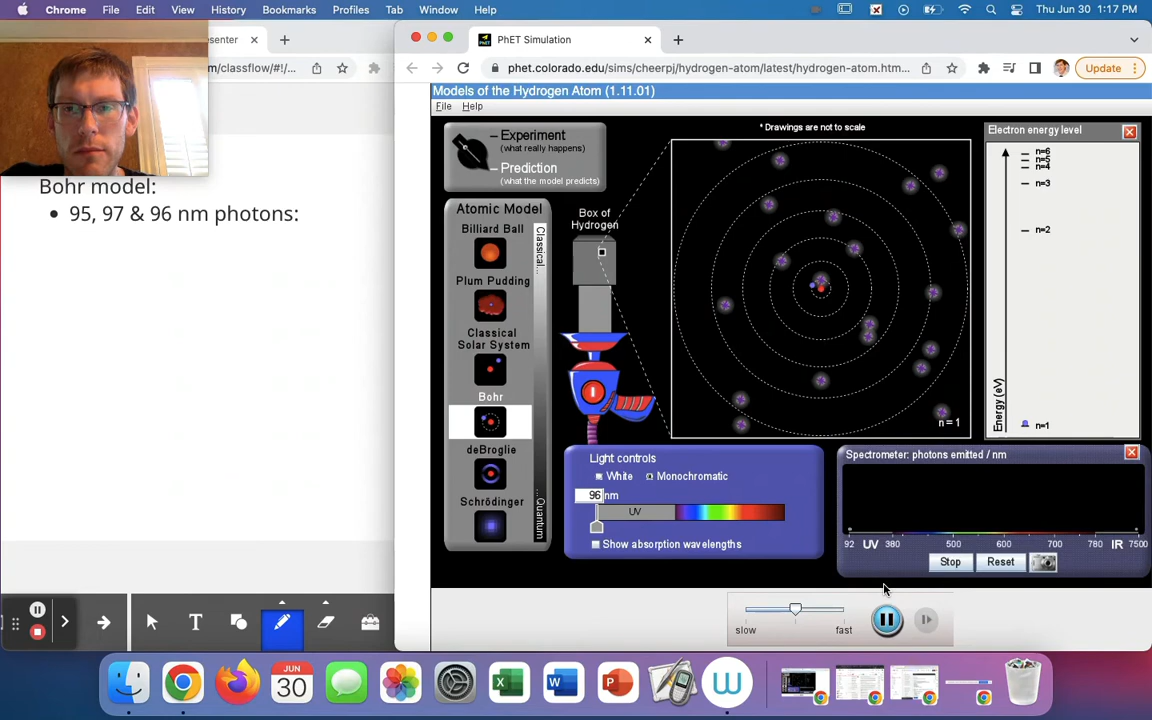 Chrome File Edit View History Bookmarks Profiles Tab Window Help Thu Jun 30 1:17 PM
esenter
PhET Simulation
om/classflow/#!/...
phet.colorado.edu/sims/cheerpj/hydrogen-atom/latest/hydrogen-atom.htm...
Update
Models of the Hydrogen Atom (1.11.01)
File Help
Experiment
(what really happens)
Prediction
(what the model predicts)
* Drawings are not to scale
Electron energy level
n=6
n=5
n=4
n=3
n=2
n=1
Energy (eV)
Bohr model:
• 95, 97 & 96 nm photons:
Atomic Model
Billiard Ball
Plum Pudding
Classical
Solar System
Bohr
deBroglie
Schrödinger
Classical...
...Quantum
Box of
Hydrogen
n = 1
Light controls
White Monochromatic
96 nm
UV
Show absorption wavelengths
Spectrometer: photons emitted / nm
92 UV 380 500 600 700 780 IR 7500
Stop Reset
slow fast
T
JUN
30
X W P W